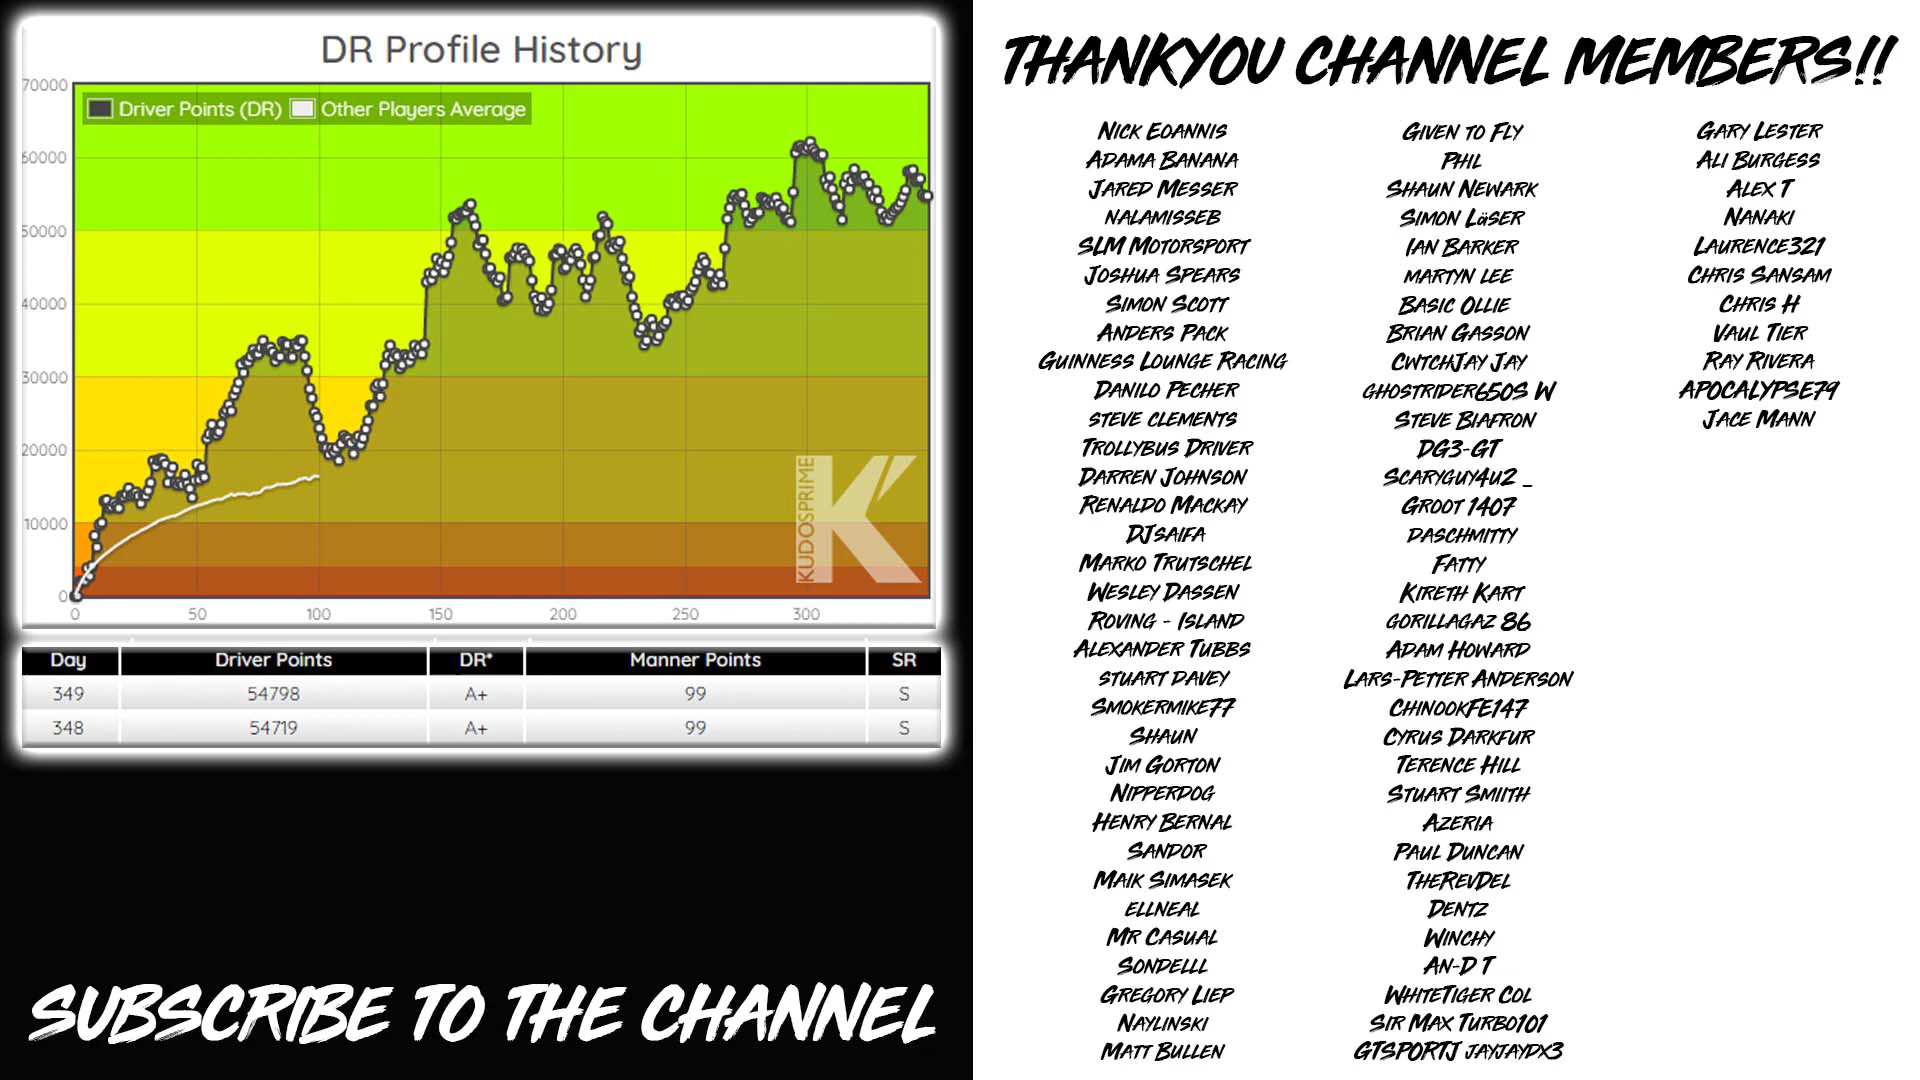 DR Profile History
70000
Driver Points (DR) Other Players Average
60000
50000
40000
30000
20000
10000
0
0 50 100 150 200 250 300
KUDOSPRIME
K
Day Driver Points DR* Manner Points SR
349 54798 A+ 99 S
348 54719 A+ 99 S
SUBSCRIBE TO THE CHANNEL
THANKYOU CHANNEL MEMBERS!!
Nick Eoannis
Adama Banana
Jared Messer
nalamisseb
SLM Motorsport
Joshua Spears
Simon Scott
Anders Pack
Guinness Lounge Racing
Danilo Pecher
steve clements
Trollybus Driver
Darren Johnson
Renaldo Mackay
DJsaifa
Marko Trutschel
Wesley Dassen
Roving - Island
Alexander Tubbs
stuart davey
Smokermike77
Shaun
Jim Gorton
Nipperdog
Henry Bernal
Sandor
Maik Simasek
ellneal
Mr Casual
Sondelll
Gregory Liep
Naylinski
Matt Bullen
Given to Fly
Phil
Shaun Newark
Simon Löser
Ian Barker
martyn lee
Basic Ollie
Brian Gasson
CwtchJay Jay
ghostrider650S W
Steve Biafron
DG3-GT
Scaryguy4u2 _
Groot 1407
daschmitty
Fatty
Kireth Kart
gorillagaz 86
Adam Howard
Lars-Petter Anderson
ChinookFE147
Cyrus Darkfur
Terence Hill
Stuart Smiith
Azeria
Paul Duncan
TheRevDel
Dentz
Winchy
An-D T
WhiteTiger Col
Sir Max Turbo101
GTSPORTJ jayjaydx3
Gary Lester
Ali Burgess
Alex T
Nanaki
Laurence321
Chris Sansam
Chris H
Vaul Tier
Ray Rivera
APOCALYPSE79
Jace Mann